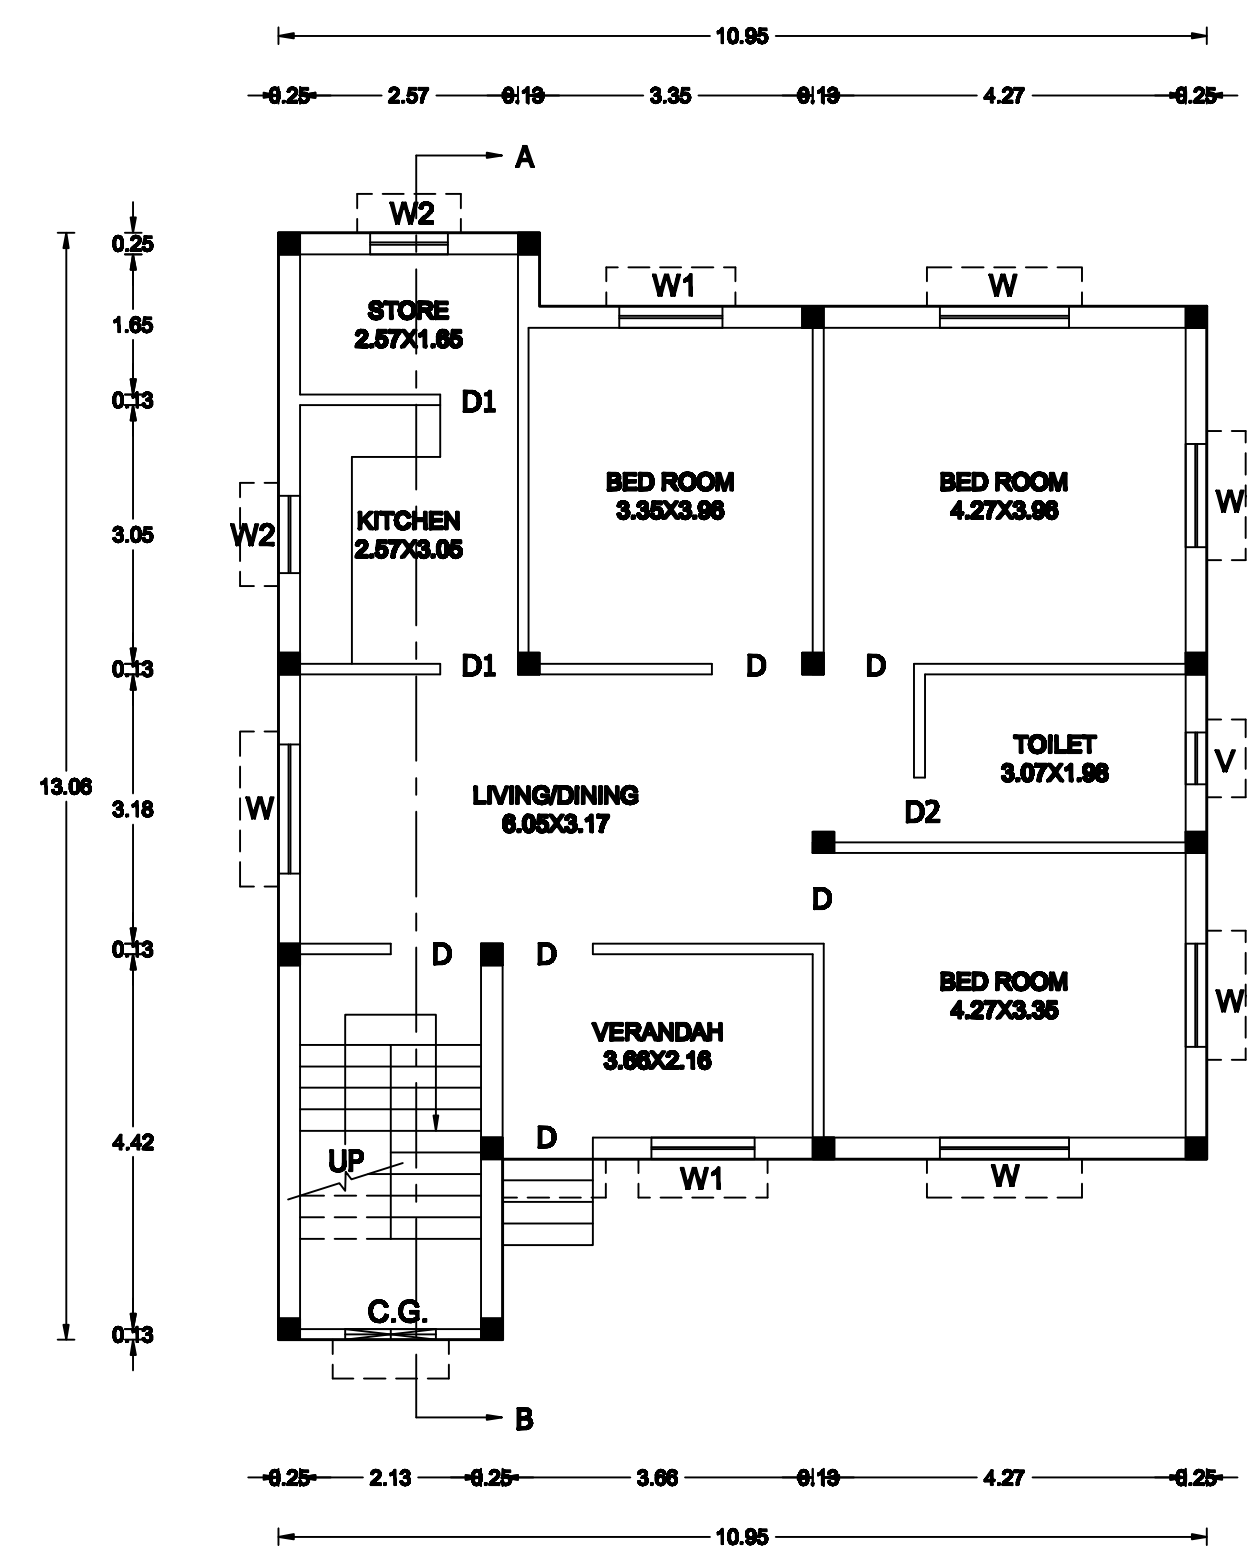 10.95
0.25 2.57 0.13 3.35 0.13 4.27 0.25
A
W2
0.25
STORE
2.57X1.65
W1
W
1.65
0.13
D1
BED ROOM
3.35X3.96
BED ROOM
4.27X3.96
W
W2
KITCHEN
2.57X3.05
3.05
0.13
D1
D
D
TOILET
3.07X1.96
V
13.06
3.18
W
LIVING/DINING
6.05X3.17
D2
D
0.13
D
D
BED ROOM
4.27X3.35
W
VERANDAH
3.66X2.16
4.42
D
UP
W1
W
C.G.
0.13
B
0.25 2.13 0.25 3.66 0.13 4.27 0.25
10.95